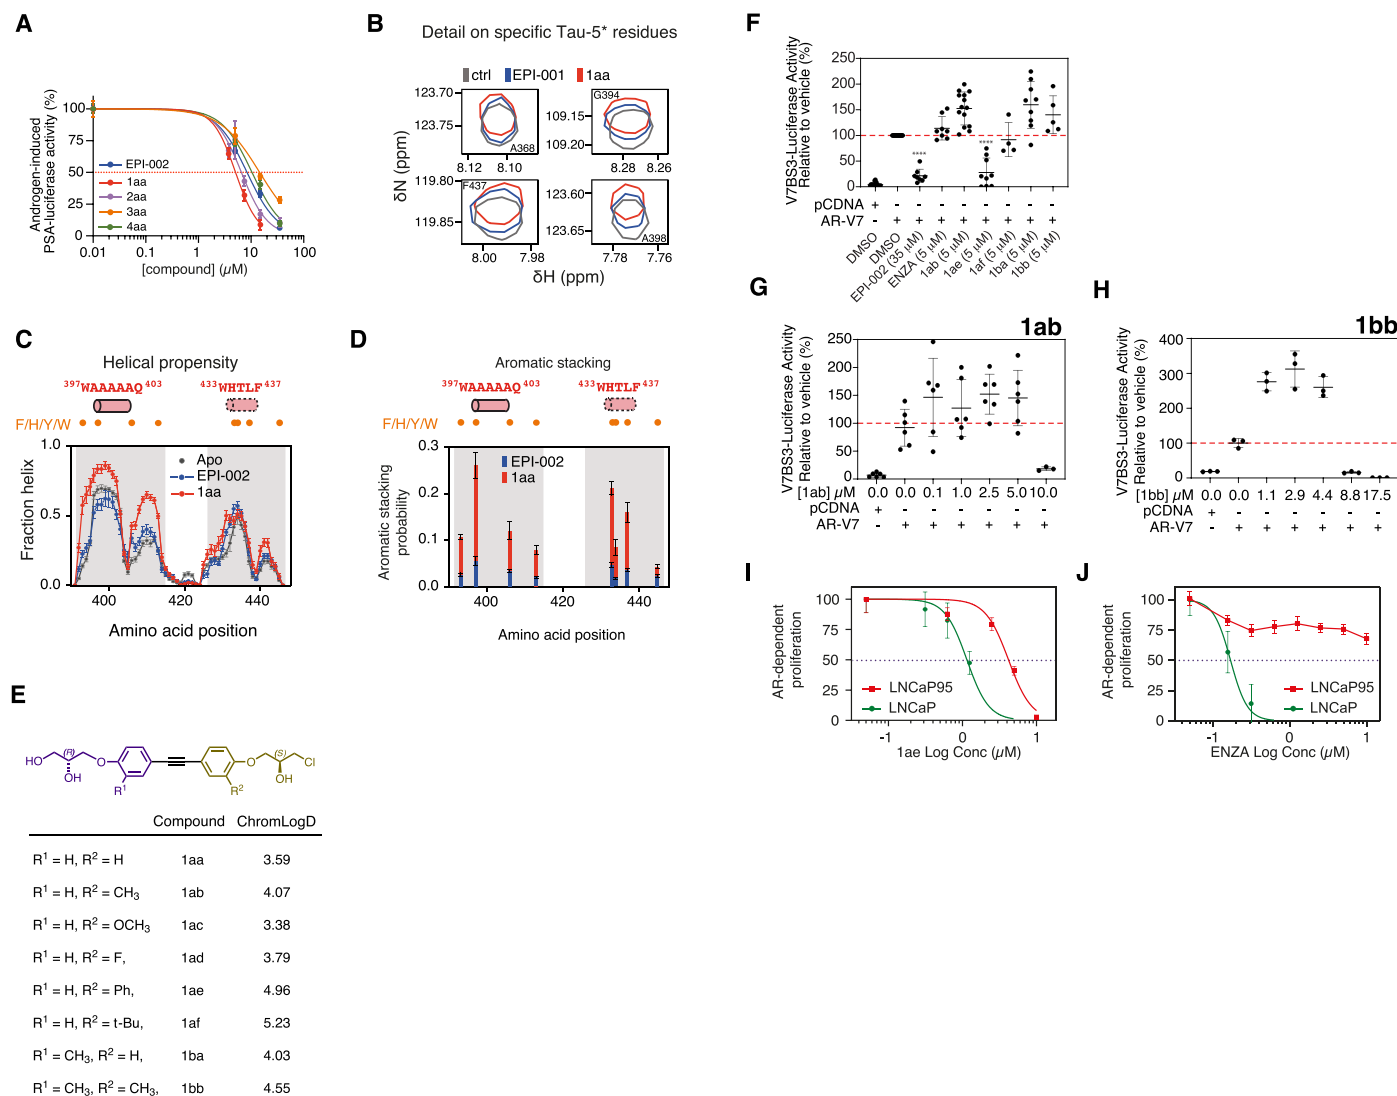 A
Androgen-induced
PSA-luciferase activity (%)
100
75
50
25
0
EPI-002
1aa
2aa
3aa
4aa
0.01
0.1
1
10
100
[compound] (µM)
B
Detail on specific Tau-5* residues
ctrl
EPI-001
1aa
δN (ppm)
123.70
123.75
A368
8.12
8.10
G394
109.15
109.20
8.28
8.26
F437
119.80
119.85
8.00
7.98
123.60
123.65
A398
7.78
7.76
δH (ppm)
C
Helical propensity
397WAAAAAQ 403
433WHTLF437
F/H/Y/W
Fraction helix
1.0
0.5
0.0
Apo
EPI-002
1aa
400
420
440
Amino acid position
D
Aromatic stacking
397WAAAAAQ 403
433WHTLF437
F/H/Y/W
Aromatic stacking
probability
0.3
0.2
0.1
0.0
EPI-002
1aa
400
420
440
Amino acid position
E
HO
(R)
OH
O
R1
R2
O
(S)
OH
Cl
Compound ChromLogD
R1 = H, R2 = H 1aa 3.59
R1 = H, R2 = CH3 1ab 4.07
R1 = H, R2 = OCH3 1ac 3.38
R1 = H, R2 = F, 1ad 3.79
R1 = H, R2 = Ph, 1ae 4.96
R1 = H, R2 = t-Bu, 1af 5.23
R1 = CH3, R2 = H, 1ba 4.03
R1 = CH3, R2 = CH3, 1bb 4.55
F
V7BS3-Luciferase Activity
Relative to vehicle (%)
250
200
150
100
50
0
****
****
pCDNA + - - - - - - - -
AR-V7 - + + + + + + + +
DMSO
DMSO
EPI-002 (35 µM)
ENZA (5 µM)
1ab (5 µM)
1ae (5 µM)
1af (5 µM)
1ba (5 µM)
1bb (5 µM)
G
1ab
V7BS3-Luciferase Activity
Relative to vehicle (%)
250
200
150
100
50
0
[1ab] µM 0.0 0.0 0.1 1.0 2.5 5.0 10.0
pCDNA + - - - - - -
AR-V7 - + + + + + +
H
1bb
V7BS3-Luciferase Activity
Relative to vehicle (%)
400
300
200
100
0
[1bb] µM 0.0 0.0 1.1 2.9 4.4 8.8 17.5
pCDNA + - - - - - -
AR-V7 - + + + + + +
I
AR-dependent
proliferation
100
75
50
25
0
LNCaP95
LNCaP
-1
0
1
1ae Log Conc (µM)
J
AR-dependent
proliferation
100
75
50
25
0
LNCaP95
LNCaP
-1
0
1
ENZA Log Conc (µM)